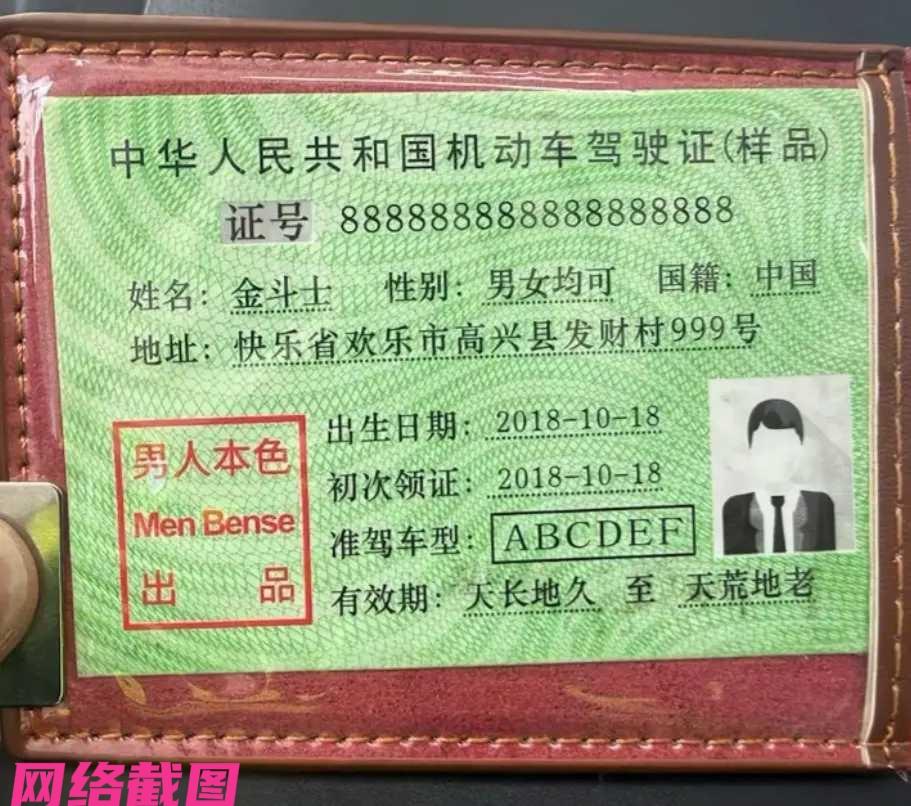 中华人民共和国机动车驾驶证(样品)
证号 8888888888888888888
姓名: 金斗士 性别: 男女均可 国籍: 中国
地址: 快乐省欢乐市高兴县发财村999号
出生日期: 2018-10-18
初次领证: 2018-10-18
准驾车型: ABCDEF
有效期: 天长地久 至 天荒地老
男人本色
Men Bense
出 品
网络截图